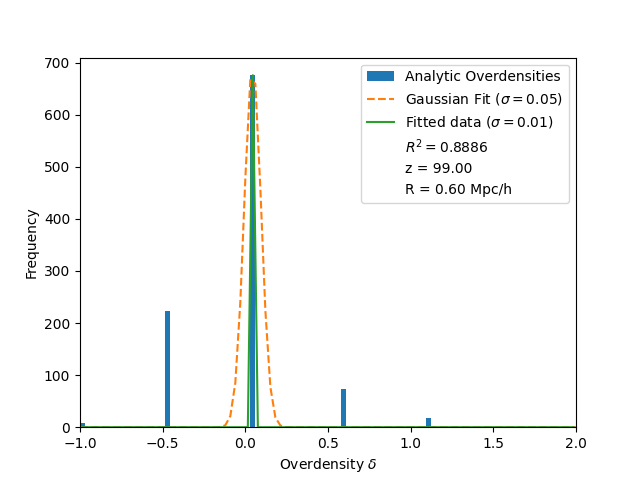 700
600
500
400
300
200
100
0
Frequency
−1.0 −0.5 0.0 0.5 1.0 1.5 2.0
Overdensity δ
Analytic Overdensities
Gaussian Fit (σ = 0.05)
Fitted data (σ = 0.01)
R² = 0.8886
z = 99.00
R = 0.60 Mpc/h